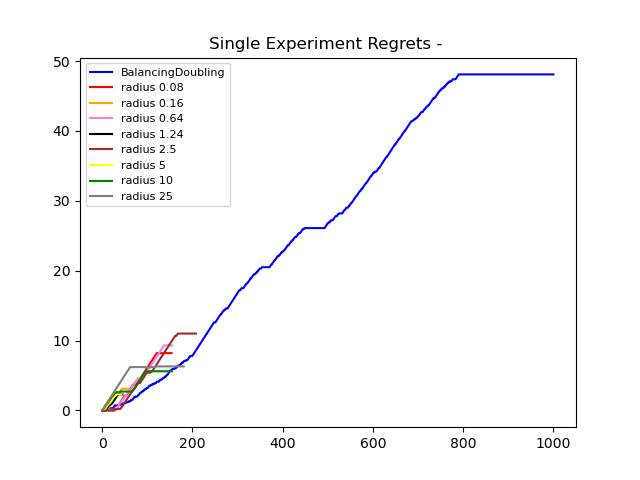 Single Experiment Regrets -
50
40
30
20
10
0
BalancingDoubling
radius 0.08
radius 0.16
radius 0.64
radius 1.24
radius 2.5
radius 5
radius 10
radius 25
0 200 400 600 800 1000